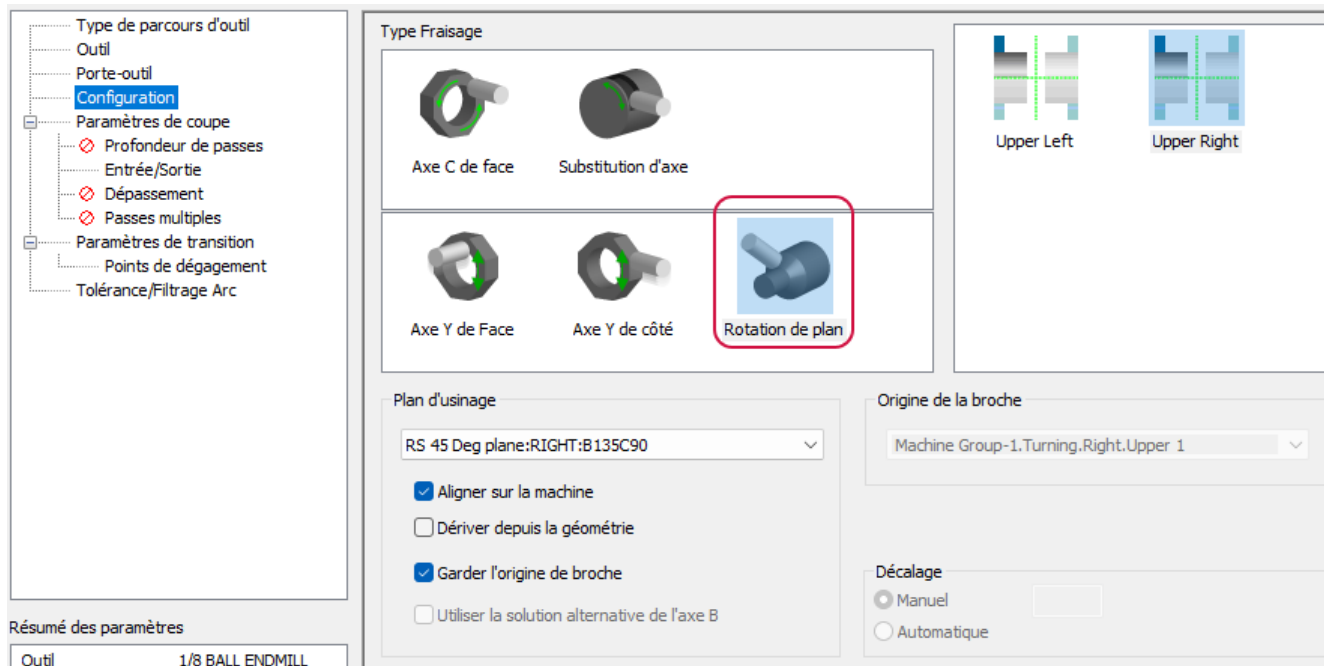 Type de parcours d'outil
Outil
Porte-outil
Configuration
Paramètres de coupe
Profondeur de passes
Entrée/Sortie
Dépassement
Passes multiples
Paramètres de transition
Points de dégagement
Tolérance/Filtrage Arc
Résumé des paramètres
Outil 1/8 BALL ENDMILL
Type Fraisage
Axe C de face Substitution d'axe
Axe Y de Face Axe Y de côté Rotation de plan
Upper Left Upper Right
Plan d'usinage
RS 45 Deg plane:RIGHT:B135C90
Aligner sur la machine
Dériver depuis la géométrie
Garder l'origine de broche
Utiliser la solution alternative de l'axe B
Origine de la broche
Machine Group-1.Turning.Right.Upper 1
Décalage
Manuel
Automatique